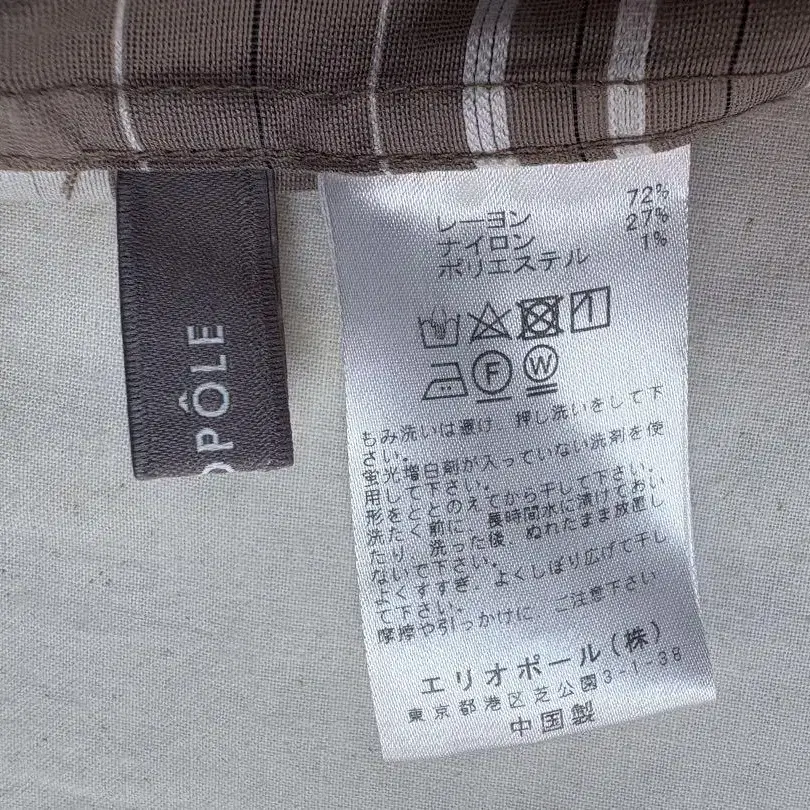 OPÔLE
72%
レーヨン 27%
ナイロン 1%
ポリエステル
F
W
もみ洗いは避け、押し洗いをして下
さい。
蛍光増白剤が入っていない洗剤を使
用して下さい。
形をととのえてから干して下さい。
洗たく前に、長時間水に漬けておい
たり、洗った後、ぬれたまま放置し
ないで下さい。
よくすすぎ、よくしぼり広げて干し
て下さい。
摩擦や引っかけに、ご注意下さい
エリオポール(株)
東京都港区芝公園3-1-38
中国製